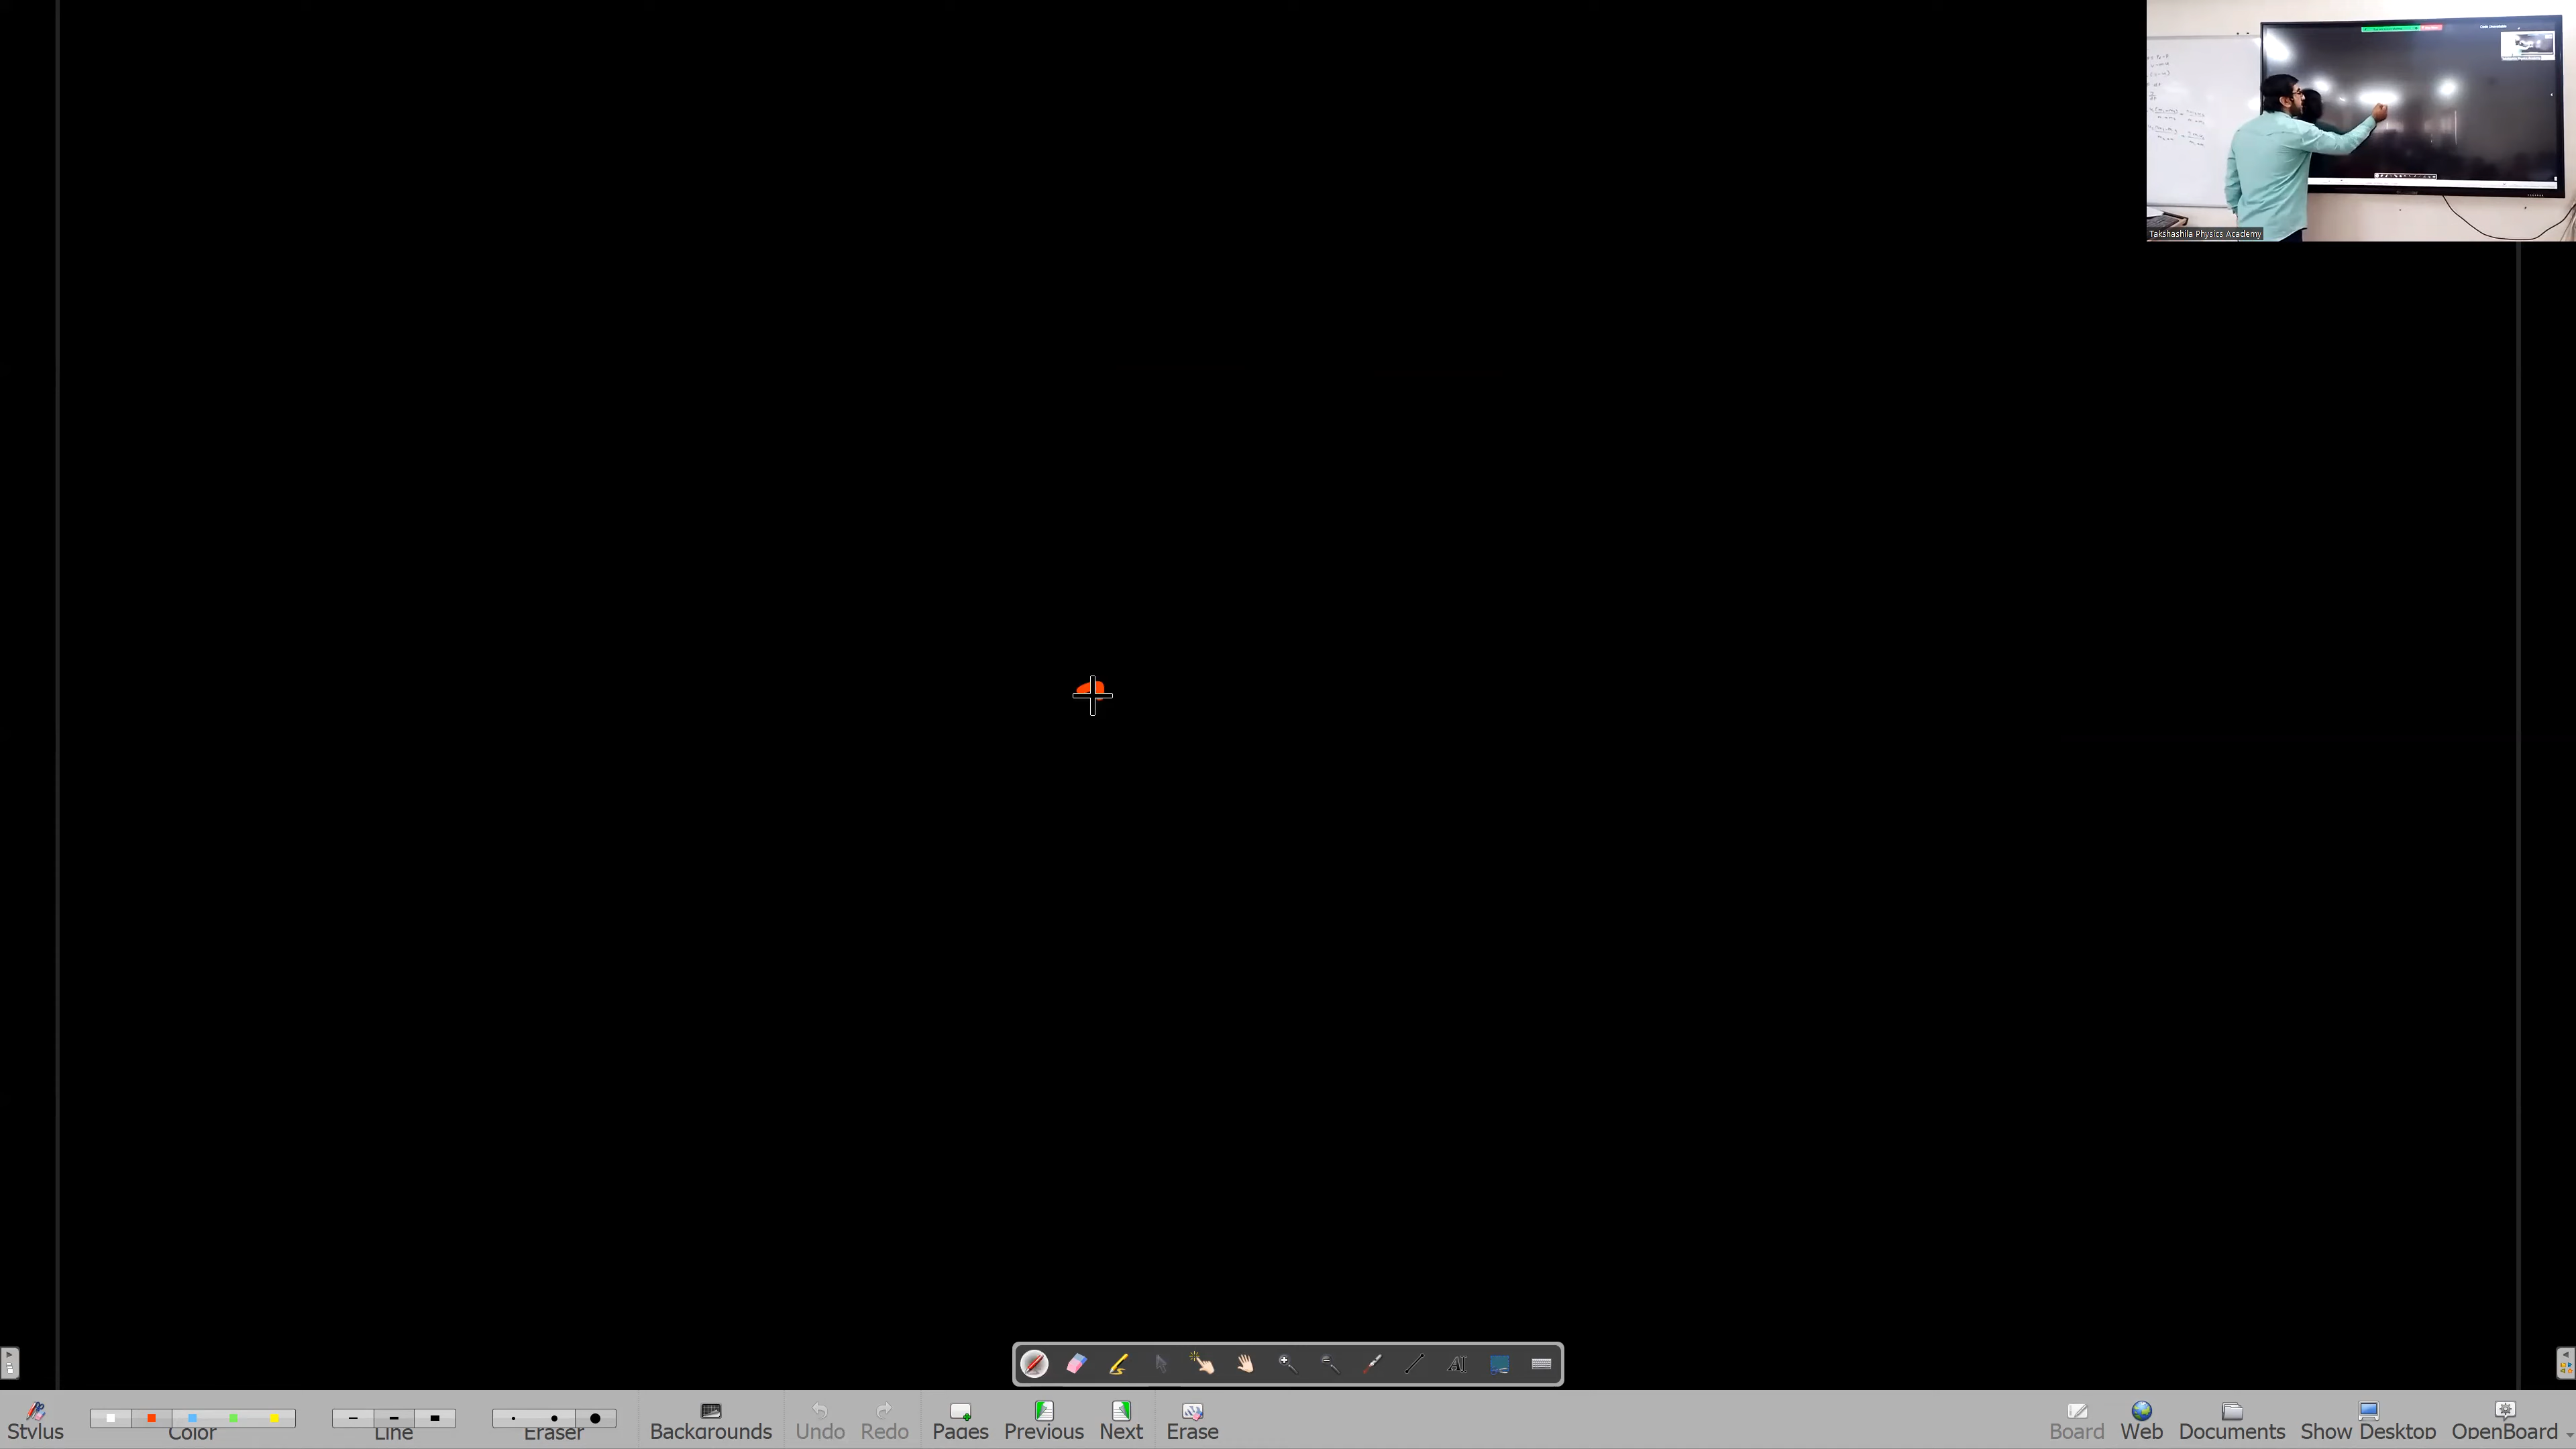 Takshashila Physics Academy
Stylus
Color
Line
Eraser
Backgrounds
Undo
Redo
Pages
Previous
Next
Erase
Board
Web
Documents
Show Desktop
OpenBoard